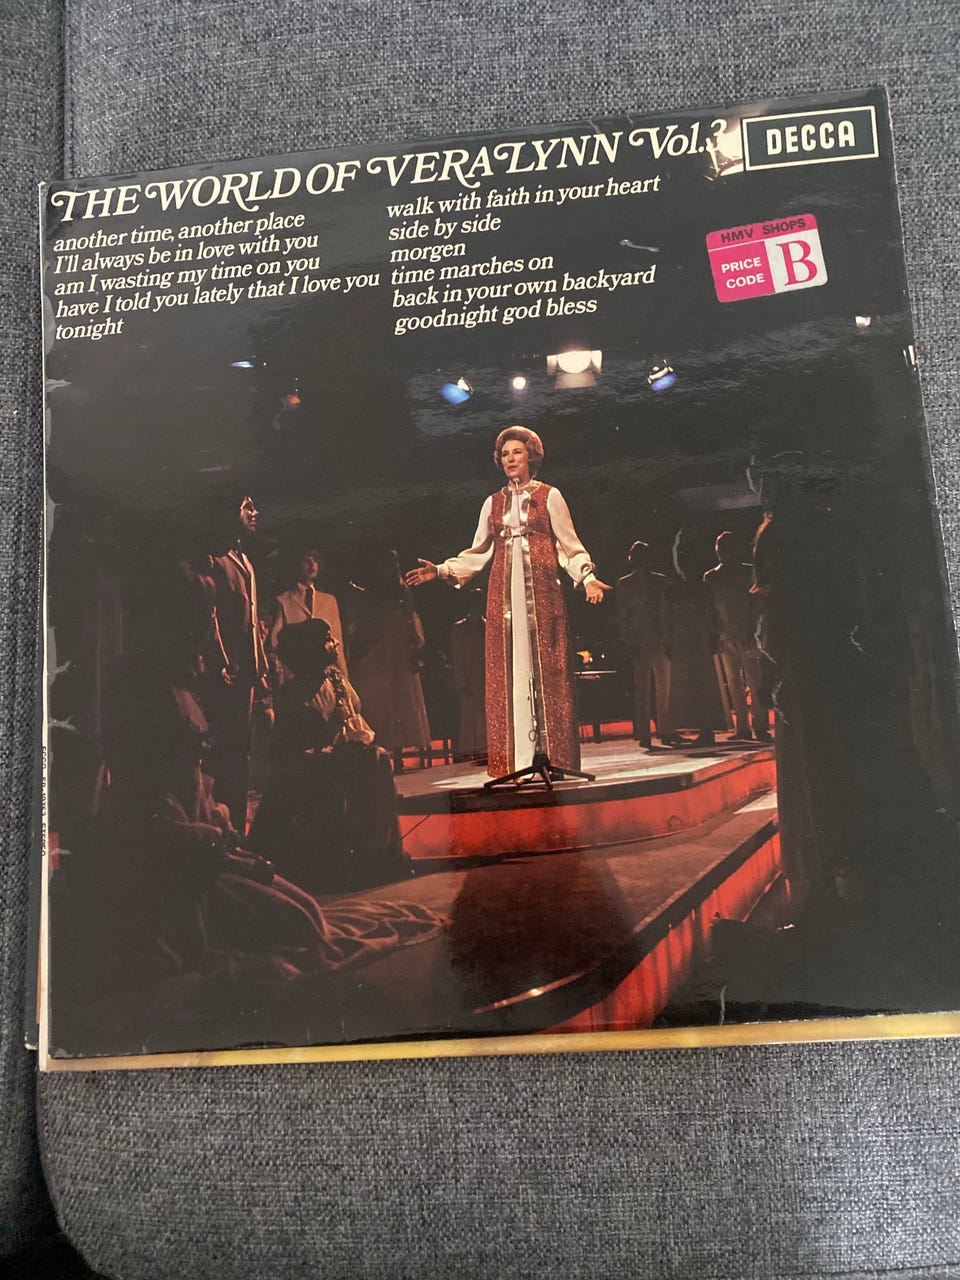 THE WORLD OF VERA LYNN Vol.3
DECCA
another time, another place
I'll always be in love with you
am I wasting my time on you
have I told you lately that I love you
tonight
walk with faith in your heart
side by side
morgen
time marches on
back in your own backyard
goodnight god bless
HMV SHOPS
PRICE
CODE
B